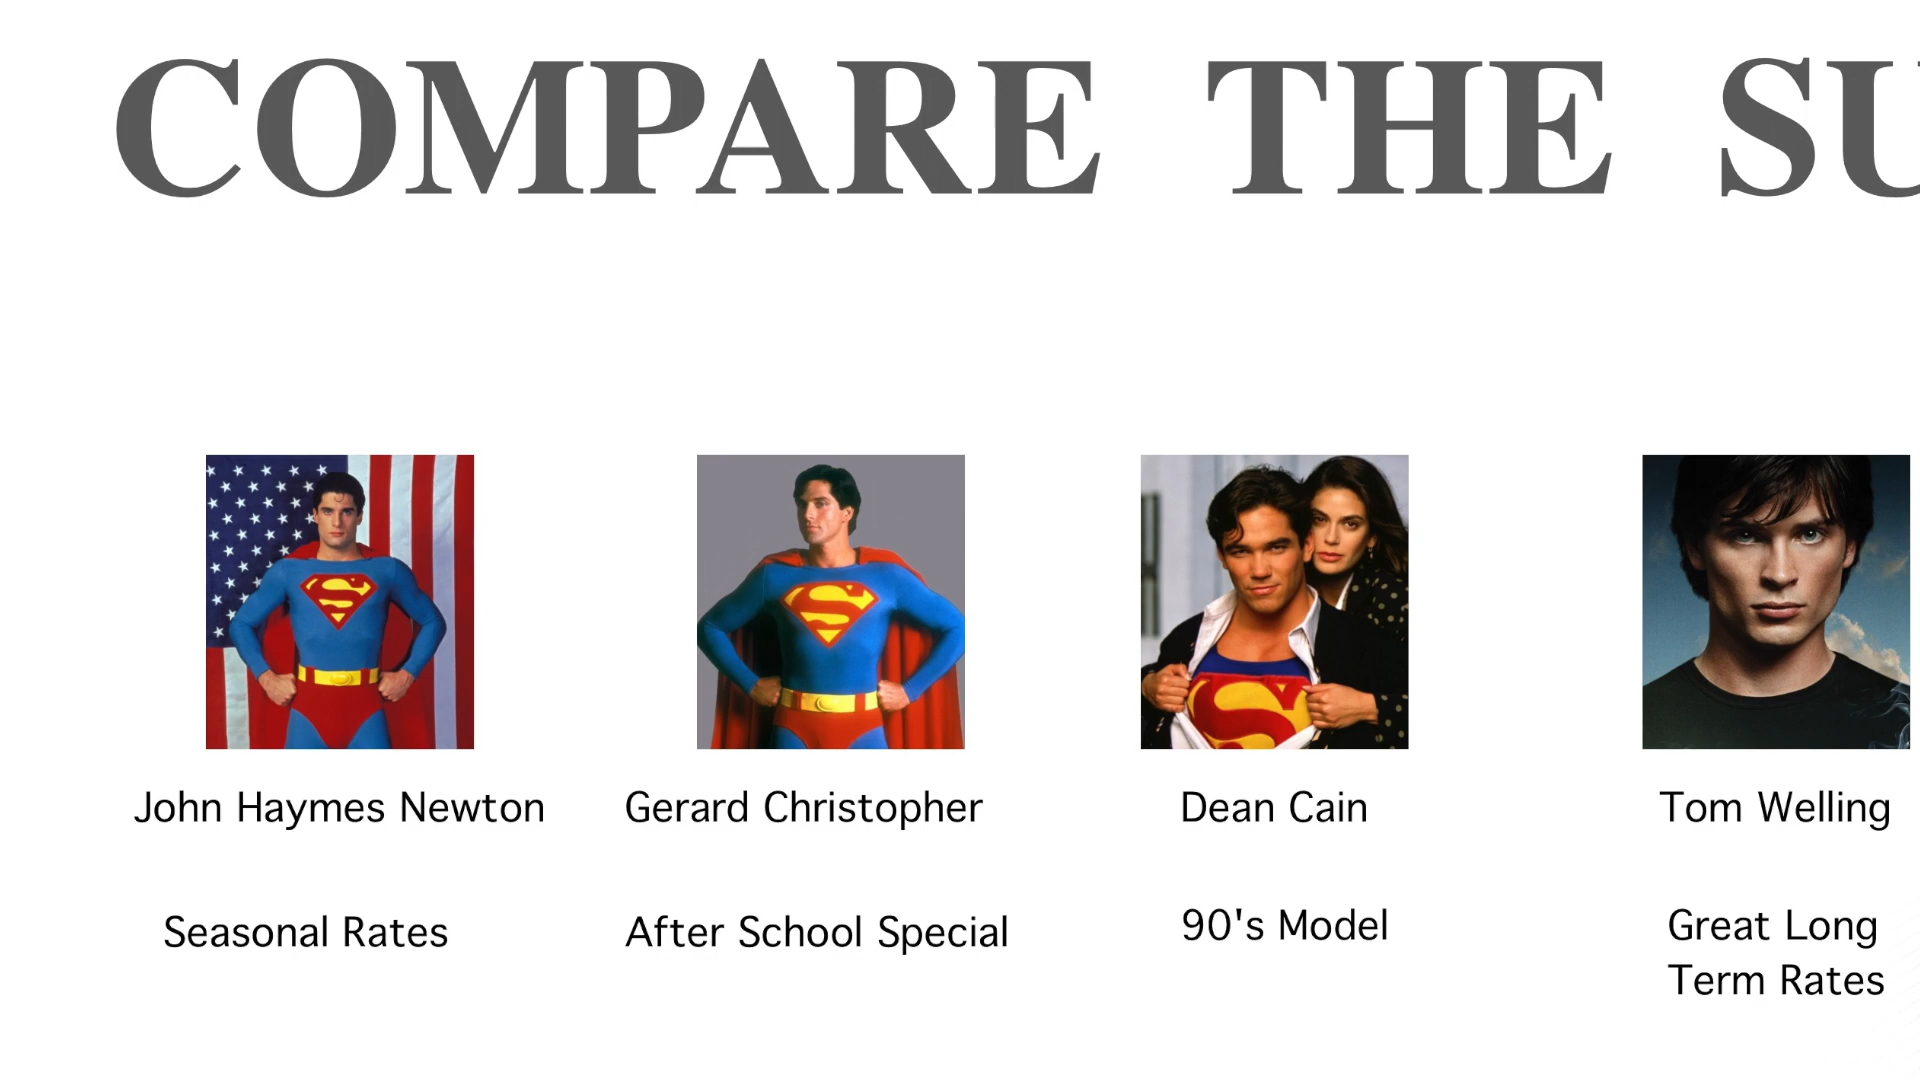 COMPARE THE SU
John Haymes Newton
Gerard Christopher
Dean Cain
Tom Welling
Seasonal Rates
After School Special
90's Model
Great Long
Term Rates